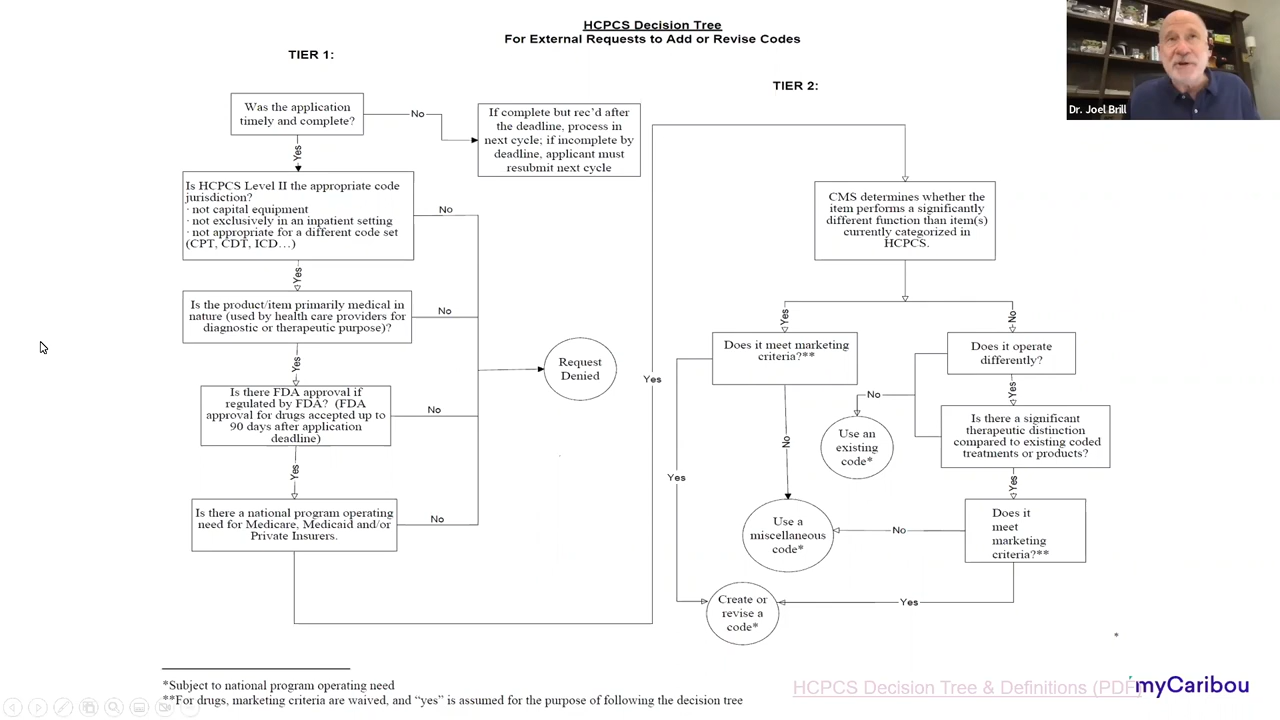 HCPCS Decision Tree
For External Requests to Add or Revise Codes
TIER 1:
Was the application
timely and complete?
No
If complete but rec'd after
the deadline, process in
next cycle; if incomplete by
deadline, applicant must
resubmit next cycle
Yes
Is HCPCS Level II the appropriate code
jurisdiction?
· not capital equipment
· not exclusively in an inpatient setting
· not appropriate for a different code set
(CPT, CDT, ICD…)
No
Yes
Is the product/item primarily medical in
nature (used by health care providers for
diagnostic or therapeutic purpose)?
No
Yes
Request
Denied
Is there FDA approval if
regulated by FDA? (FDA
approval for drugs accepted up to
90 days after application
deadline)
No
Yes
Is there a national program operating
need for Medicare, Medicaid and/or
Private Insurers.
No
Yes
TIER 2:
CMS determines whether the
item performs a significantly
different function than item(s)
currently categorized in
HCPCS.
Yes
No
Does it meet marketing
criteria?**
Does it operate
differently?
No
Yes
Use an
existing
code*
Is there a significant
therapeutic distinction
compared to existing coded
treatments or products?
No
Yes
Yes
Use a
miscellaneous
code*
No
Does it
meet
marketing
criteria?**
Create or
revise a
code*
Yes
*
*Subject to national program operating need
**For drugs, marketing criteria are waived, and “yes” is assumed for the purpose of following the decision tree
HCPCS Decision Tree & Definitions (PDF)
myCaribou
Dr. Joel Brill